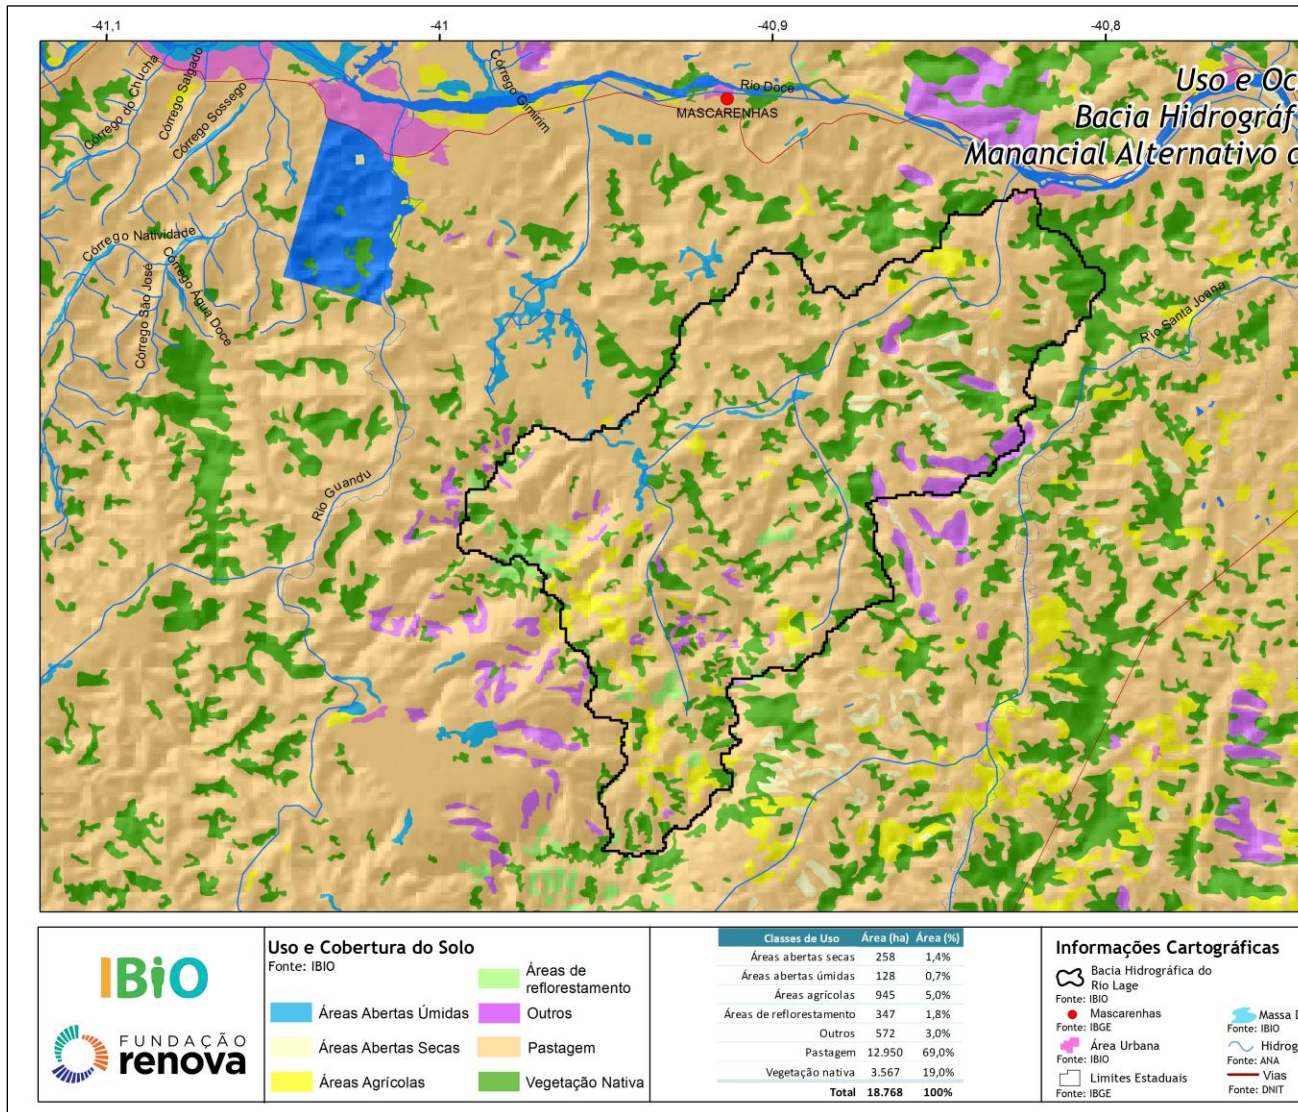 -41,1 -41 -40,9 -40,8
Uso e Oc
Bacia Hidrográf
Manancial Alternativo d
Córrego do Chucha
Córrego Salgado
Córrego Sossego
Córrego Gimirim
Rio Doce
MASCARENHAS
Córrego Natividade
Córrego São José
Córrego Água Doce
Rio Santa Joana
Rio Guandu
IBiO
FUNDAÇÃO
renova
Uso e Cobertura do Solo
Fonte: IBIO
Áreas Abertas Úmidas
Áreas Abertas Secas
Áreas Agrícolas
Áreas de
reflorestamento
Outros
Pastagem
Vegetação Nativa
Classes de Uso Área (ha) Área (%)
Áreas abertas secas 258 1,4%
Áreas abertas úmidas 128 0,7%
Áreas agrícolas 945 5,0%
Áreas de reflorestamento 347 1,8%
Outros 572 3,0%
Pastagem 12.950 69,0%
Vegetação nativa 3.567 19,0%
Total 18.768 100%
Informações Cartográficas
Bacia Hidrográfica do
Rio Lage
Fonte: IBIO
Mascarenhas
Fonte: IBGE
Área Urbana
Fonte: IBIO
Limites Estaduais
Fonte: IBGE
Massa D
Fonte: IBIO
Hidrog
Fonte: ANA
Vias
Fonte: DNIT